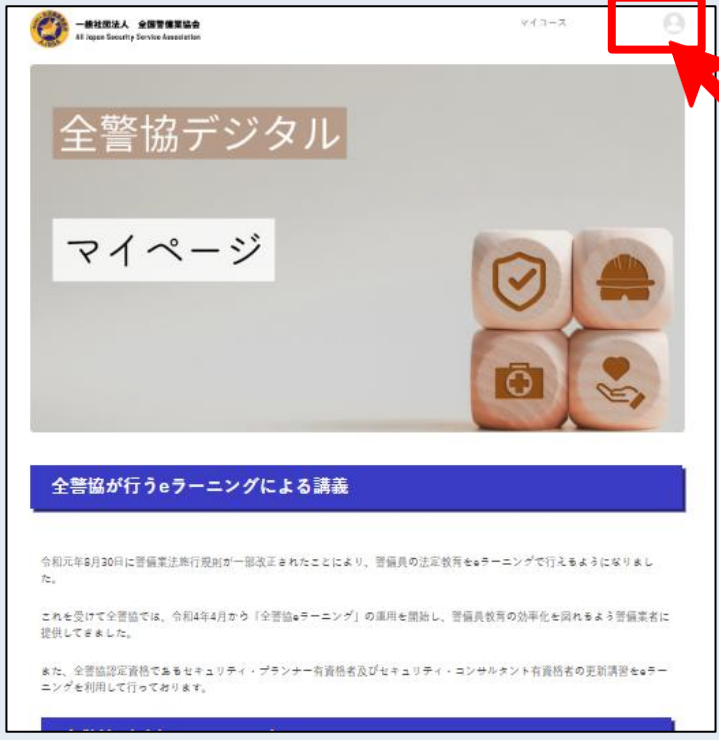 一般社団法人 全国警備業協会
All Japan Security Service Association
マイコース
全警協デジタル
マイページ
全警協が行うeラーニングによる講義
令和元年8月30日に警備業法施行規則が一部改正されたことにより、警備員の法定教育をeラーニングで行えるようになりまし
た。
これを受けて全警協では、令和4年4月から「全警協eラーニング」の運用を開始し、警備員教育の効率化を図れるよう警備業者に
提供してきました。
また、全警協認定資格であるセキュリティ・プランナー有資格者及びセキュリティ・コンサルタント有資格者の更新講習をeラー
ニングを利用して行っております。